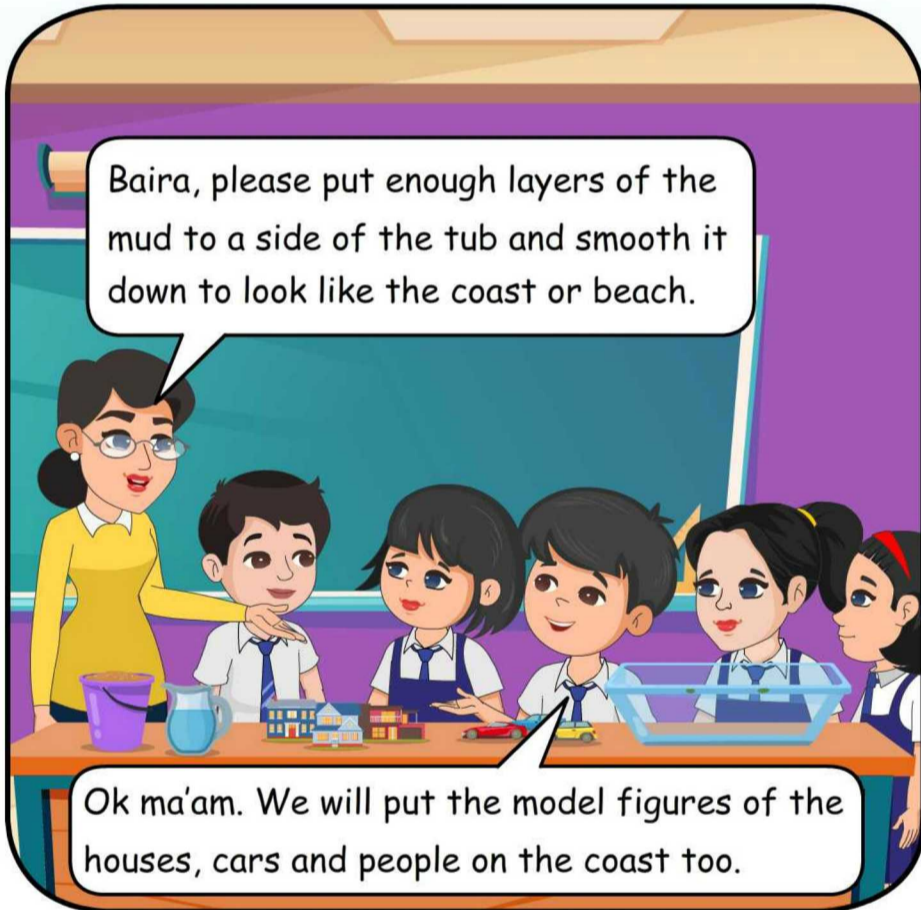 Baira, please put enough layers of the
mud to a side of the tub and smooth it
down to look like the coast or beach.
Ok ma'am. We will put the model figures of the
houses, cars and people on the coast too.